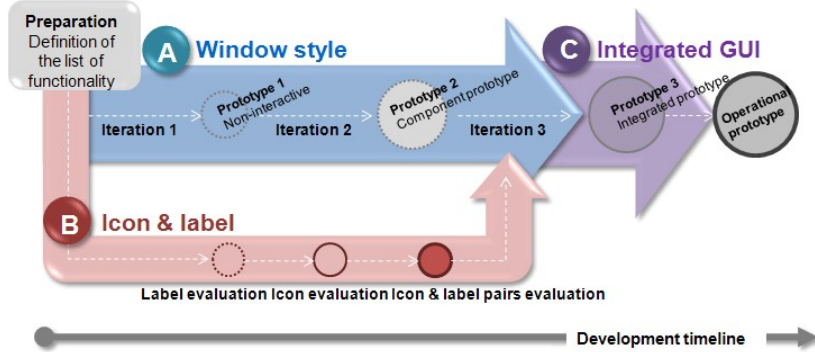 Preparation
Definition of
the list of
functionality
A
Window style
C
Integrated GUI
Iteration 1
Prototype 1
Non-interactive
Iteration 2
Prototype 2
Component prototype
Iteration 3
Prototype 3
Integrated prototype
Operational
prototype
B
Icon & label
Label evaluation Icon evaluation Icon & label pairs evaluation
Development timeline